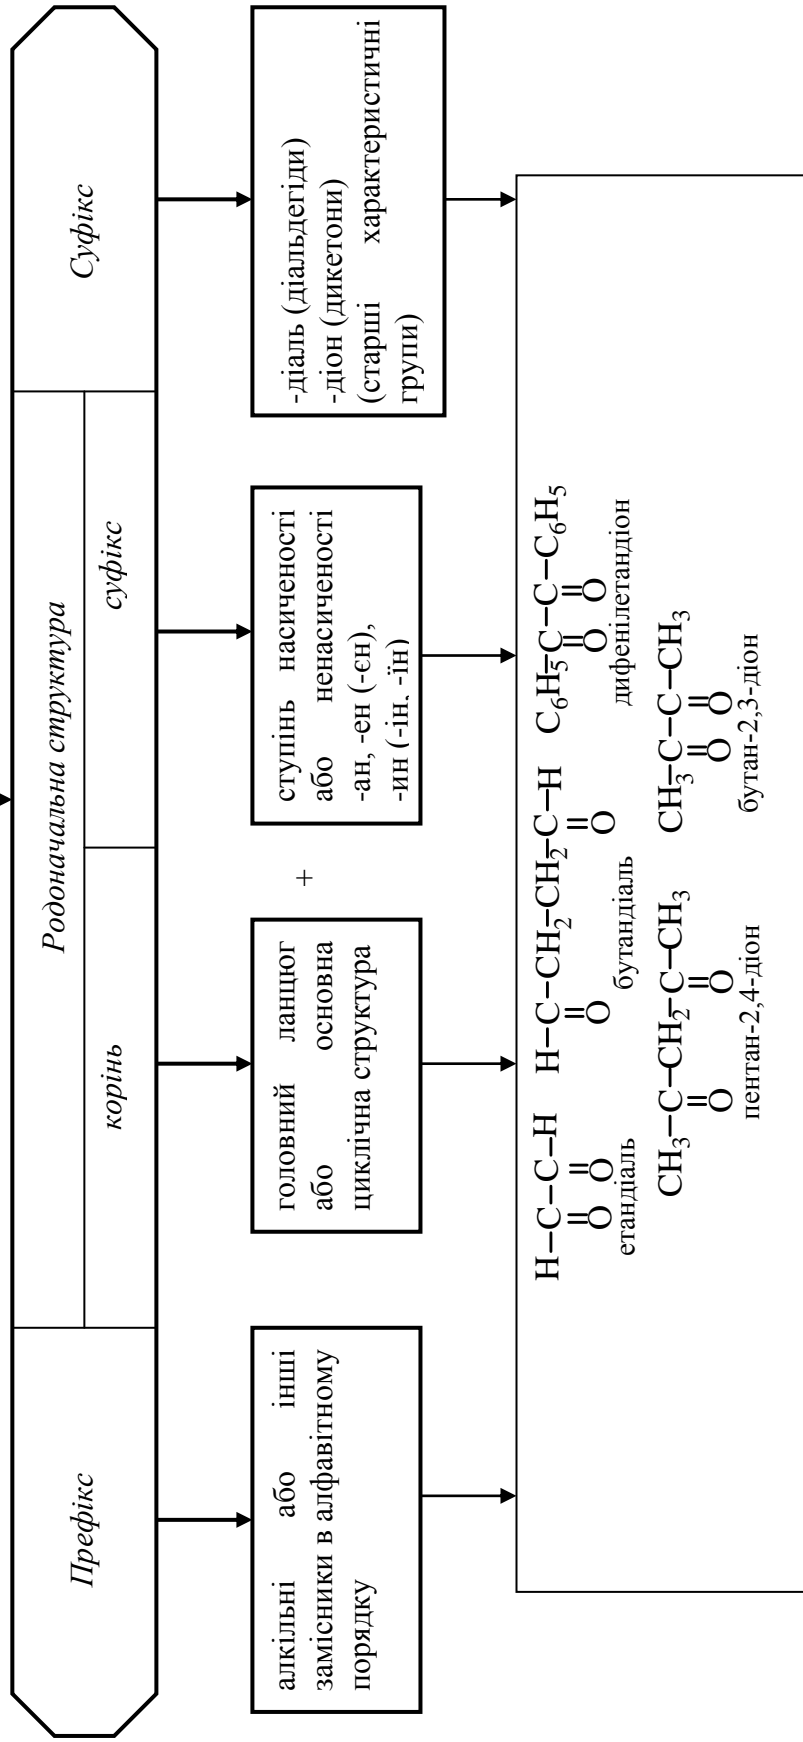 Префікс
Родоначальна структура
Суфікс
корінь
суфікс
алкільні або інші
замісники в алфавітному
порядку
головний ланцюг
або основна
циклічна структура
+
ступінь насиченості
або ненасиченості
-ан, -ен (-єн),
-ин (-ін, -їн)
-діаль (діальдегіди)
-діон (дикетони)
(старші характеристичні
групи)
H–C–C–H
O O
етандіаль
H–C–CH2–CH2–C–H
O O
бутандіаль
C6H5–C–C–C6H5
O O
дифенілетандіон
CH3–C–CH2–C–CH3
O O
пентан-2,4-діон
CH3–C–C–CH3
O O
бутан-2,3-діон